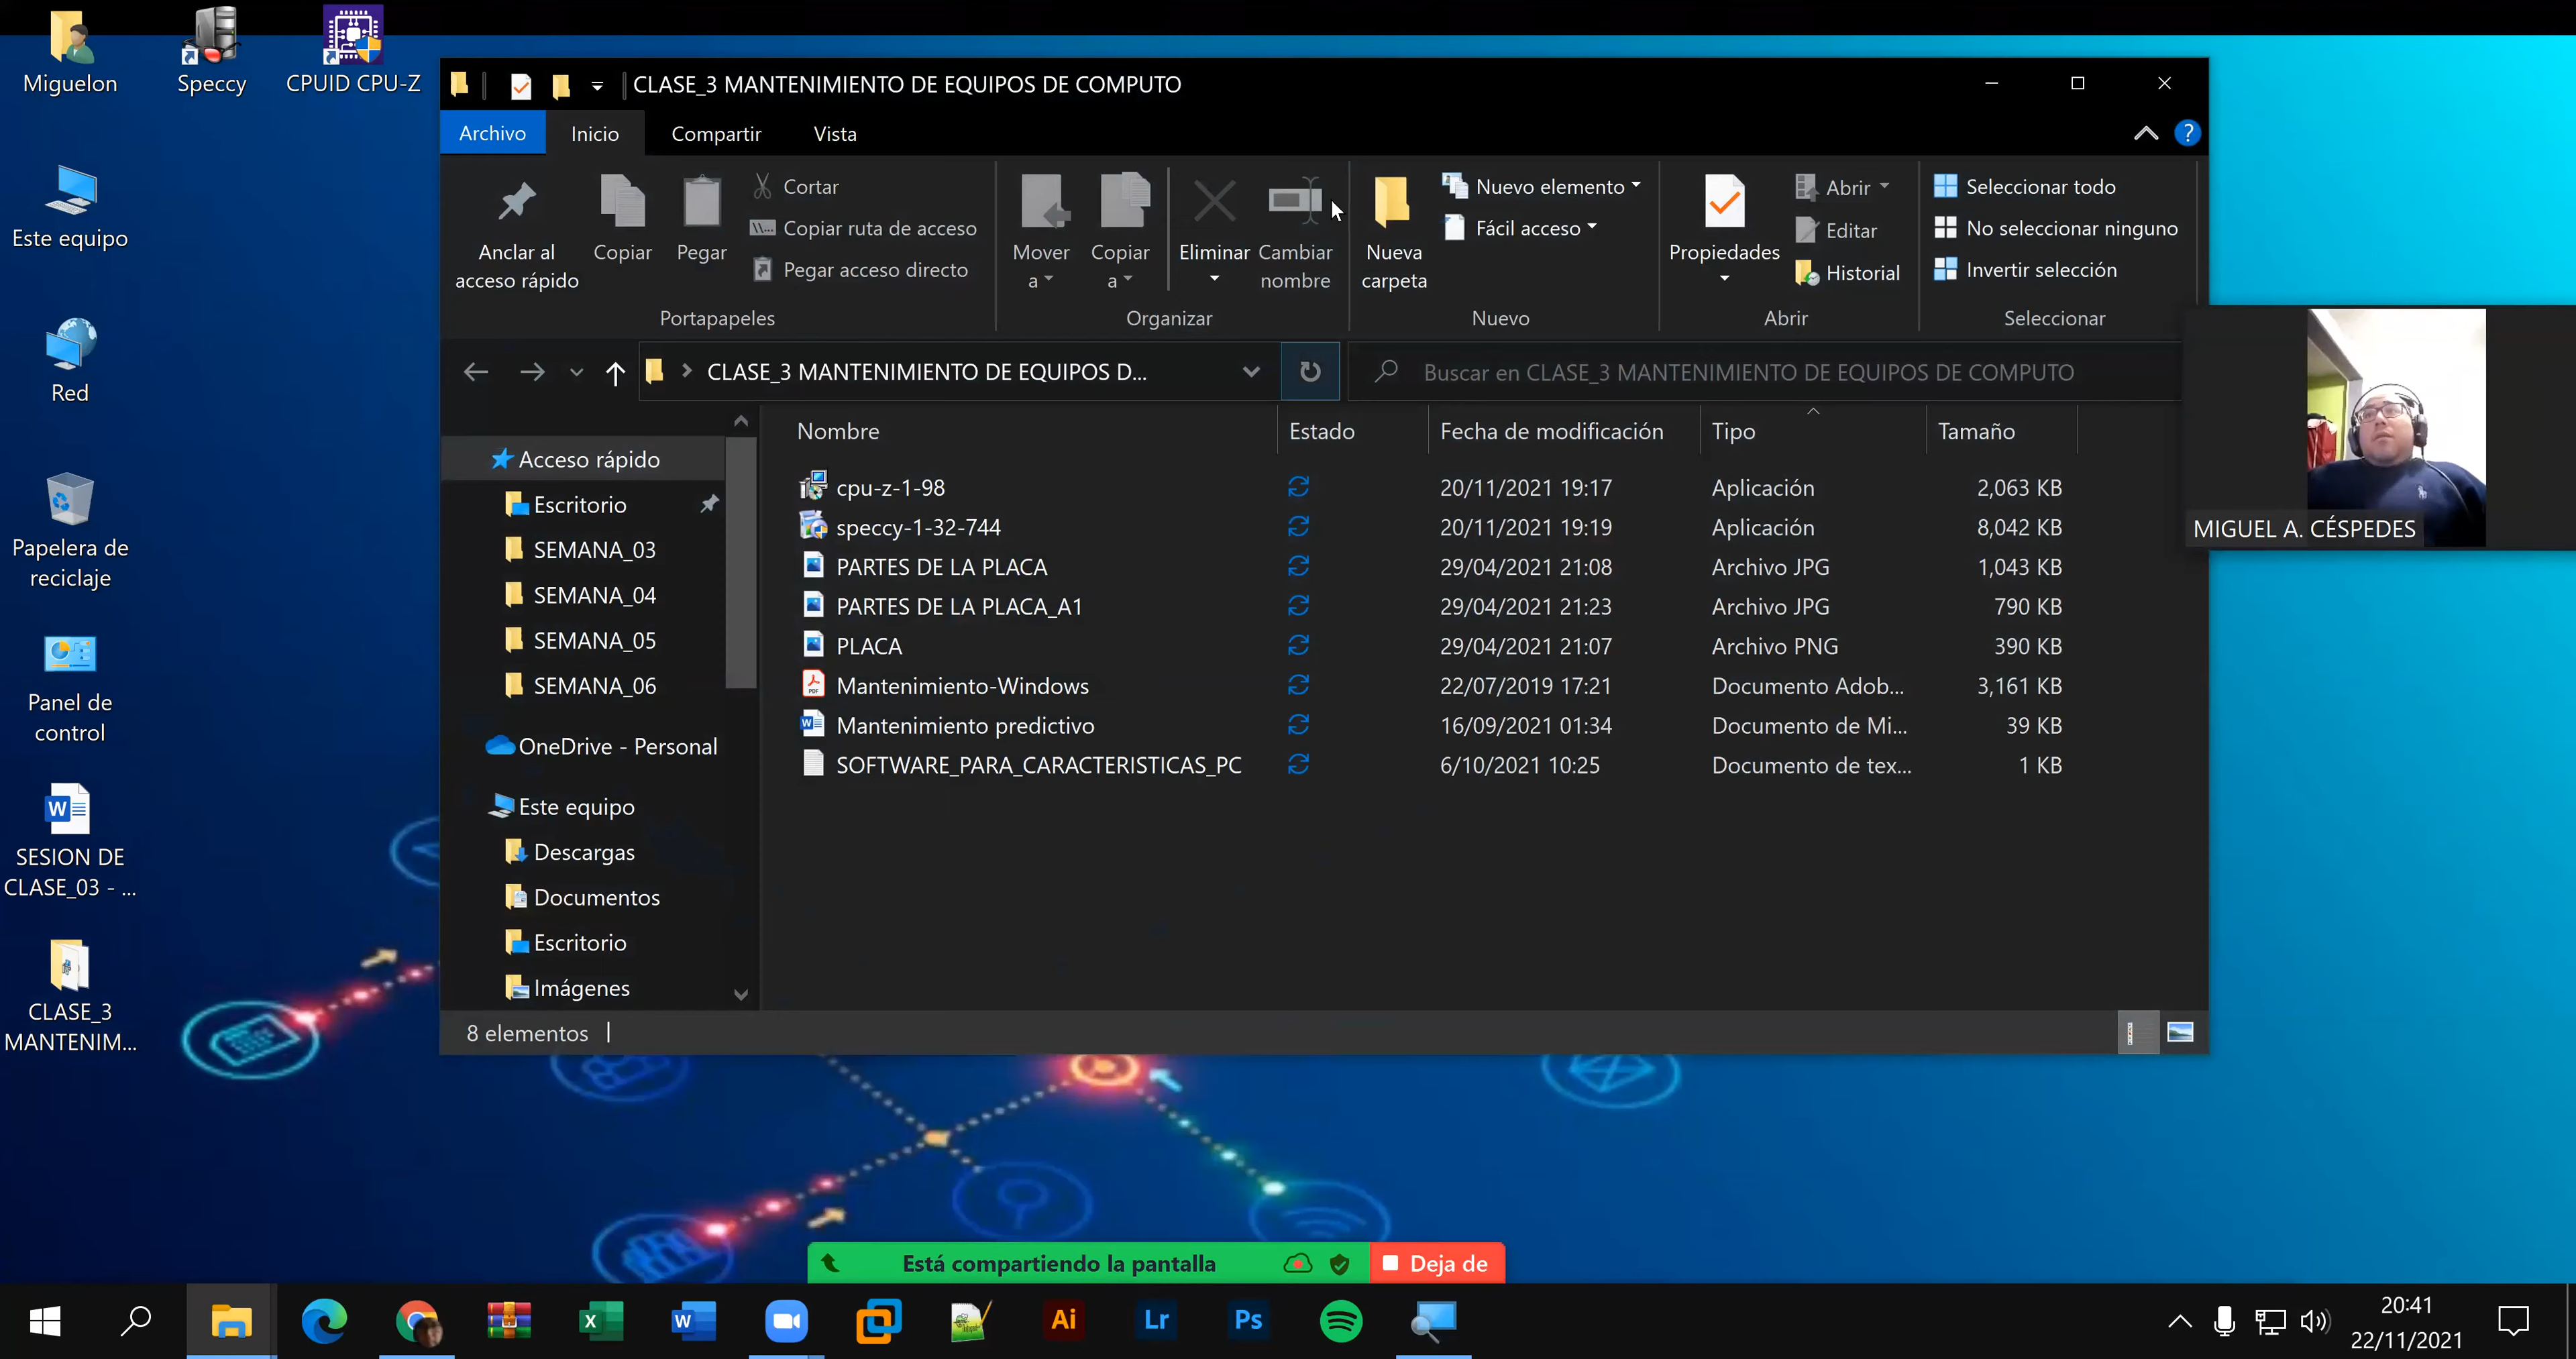 Miguelon
Speccy
CPUID CPU-Z
Este equipo
Red
Papelera de
reciclaje
Panel de
control
SESION DE
CLASE_03 - ...
CLASE_3
MANTENIM...
CLASE_3 MANTENIMIENTO DE EQUIPOS DE COMPUTO
Archivo
Inicio
Compartir
Vista
Anclar al
acceso rápido
Copiar
Pegar
Cortar
Copiar ruta de acceso
Pegar acceso directo
Portapapeles
Mover
a
Copiar
a
Eliminar
Cambiar
nombre
Organizar
Nueva
carpeta
Nuevo elemento
Fácil acceso
Nuevo
Propiedades
Abrir
Editar
Historial
Abrir
Seleccionar todo
No seleccionar ninguno
Invertir selección
Seleccionar
CLASE_3 MANTENIMIENTO DE EQUIPOS D...
Buscar en CLASE_3 MANTENIMIENTO DE EQUIPOS DE COMPUTO
Acceso rápido
Escritorio
SEMANA_03
SEMANA_04
SEMANA_05
SEMANA_06
OneDrive - Personal
Este equipo
Descargas
Documentos
Escritorio
Imágenes
Nombre Estado Fecha de modificación Tipo Tamaño
cpu-z-1-98 20/11/2021 19:17 Aplicación 2,063 KB
speccy-1-32-744 20/11/2021 19:19 Aplicación 8,042 KB
PARTES DE LA PLACA 29/04/2021 21:08 Archivo JPG 1,043 KB
PARTES DE LA PLACA_A1 29/04/2021 21:23 Archivo JPG 790 KB
PLACA 29/04/2021 21:07 Archivo PNG 390 KB
Mantenimiento-Windows 22/07/2019 17:21 Documento Adob... 3,161 KB
Mantenimiento predictivo 16/09/2021 01:34 Documento de Mi... 39 KB
SOFTWARE_PARA_CARACTERISTICAS_PC 6/10/2021 10:25 Documento de tex... 1 KB
8 elementos
MIGUEL A. CÉSPEDES
Está compartiendo la pantalla
Deja de
Ai
Lr
Ps
20:41
22/11/2021